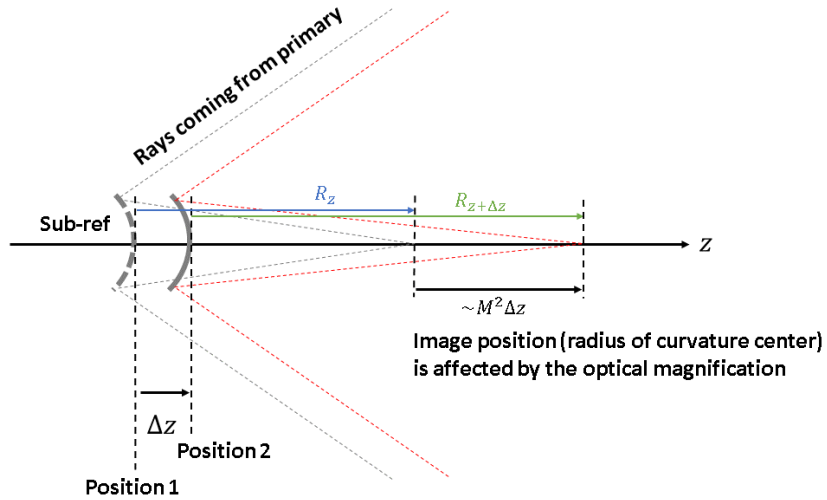 Rays coming from primary
R_z
R_{z+Δz}
Sub-ref
z
~M²Δz
Image position (radius of curvature center)
is affected by the optical magnification
Δz
Position 2
Position 1